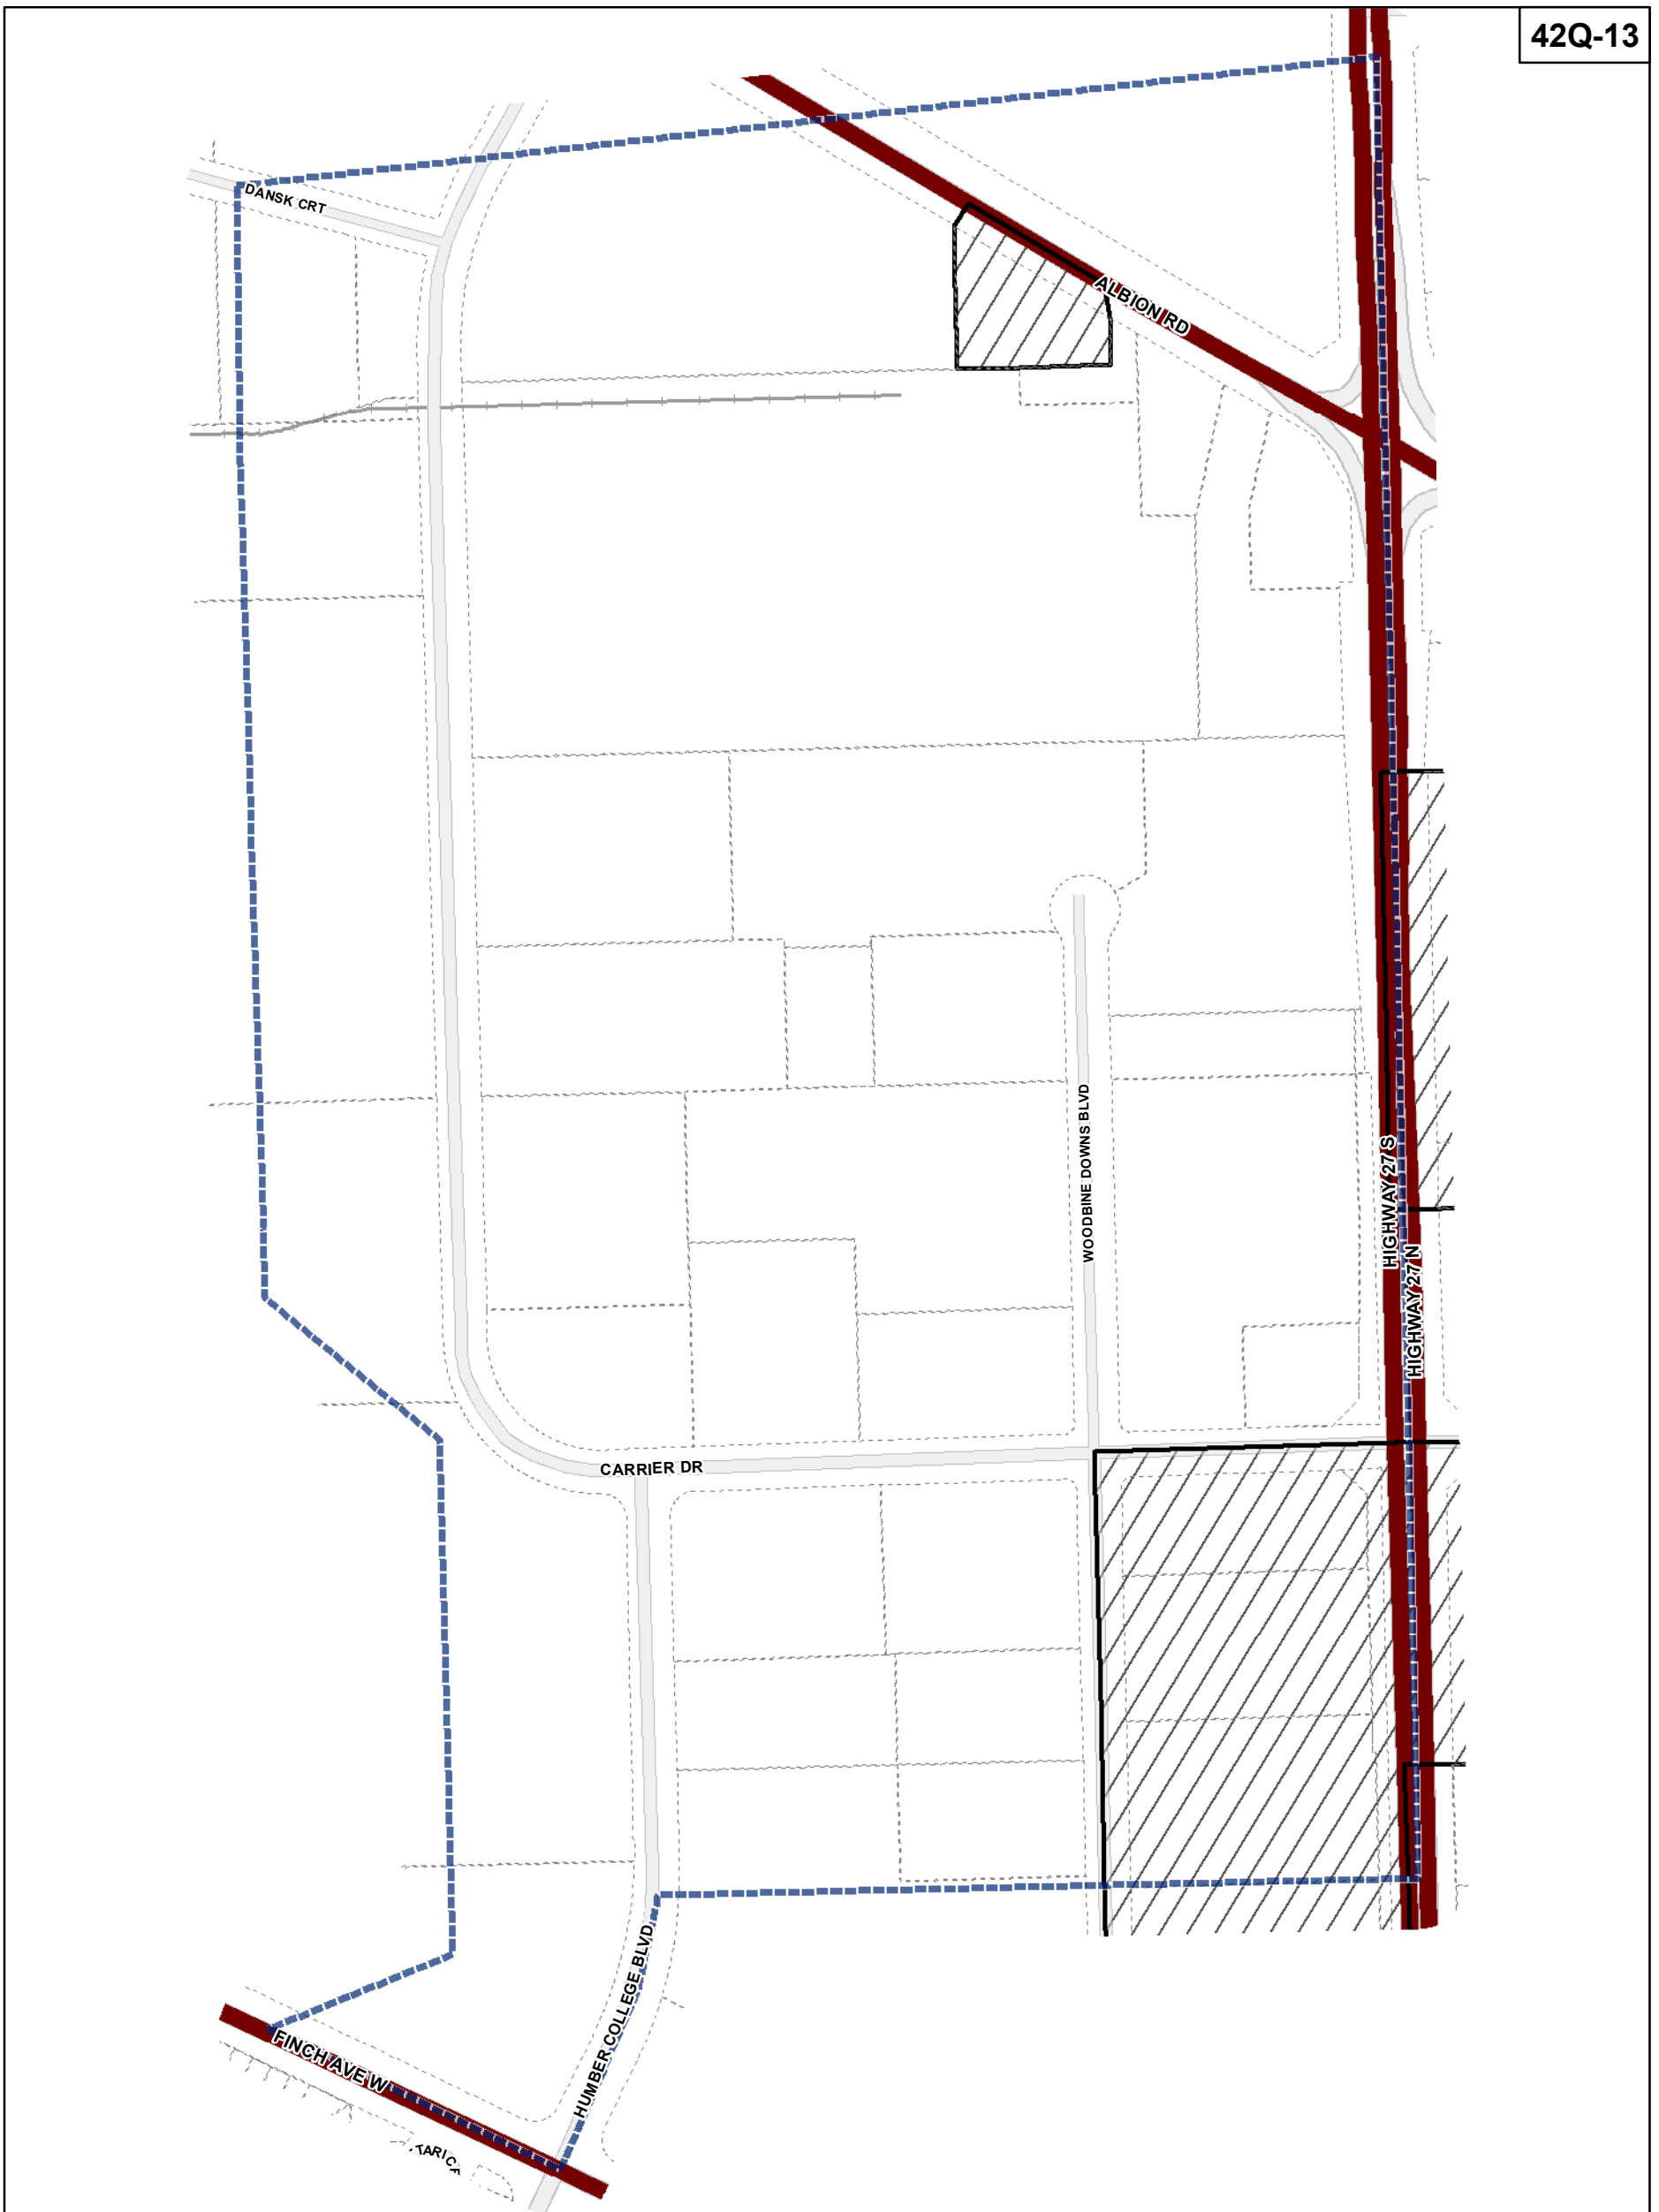 42Q-13
DANSK CRT
ALBION RD
WOODBINE DOWNS BLVD
HIGHWAY 27 S
HIGHWAY 27 N
CARRIER DR
HUMBER COLLEGE BLVD
FINCH AVE W